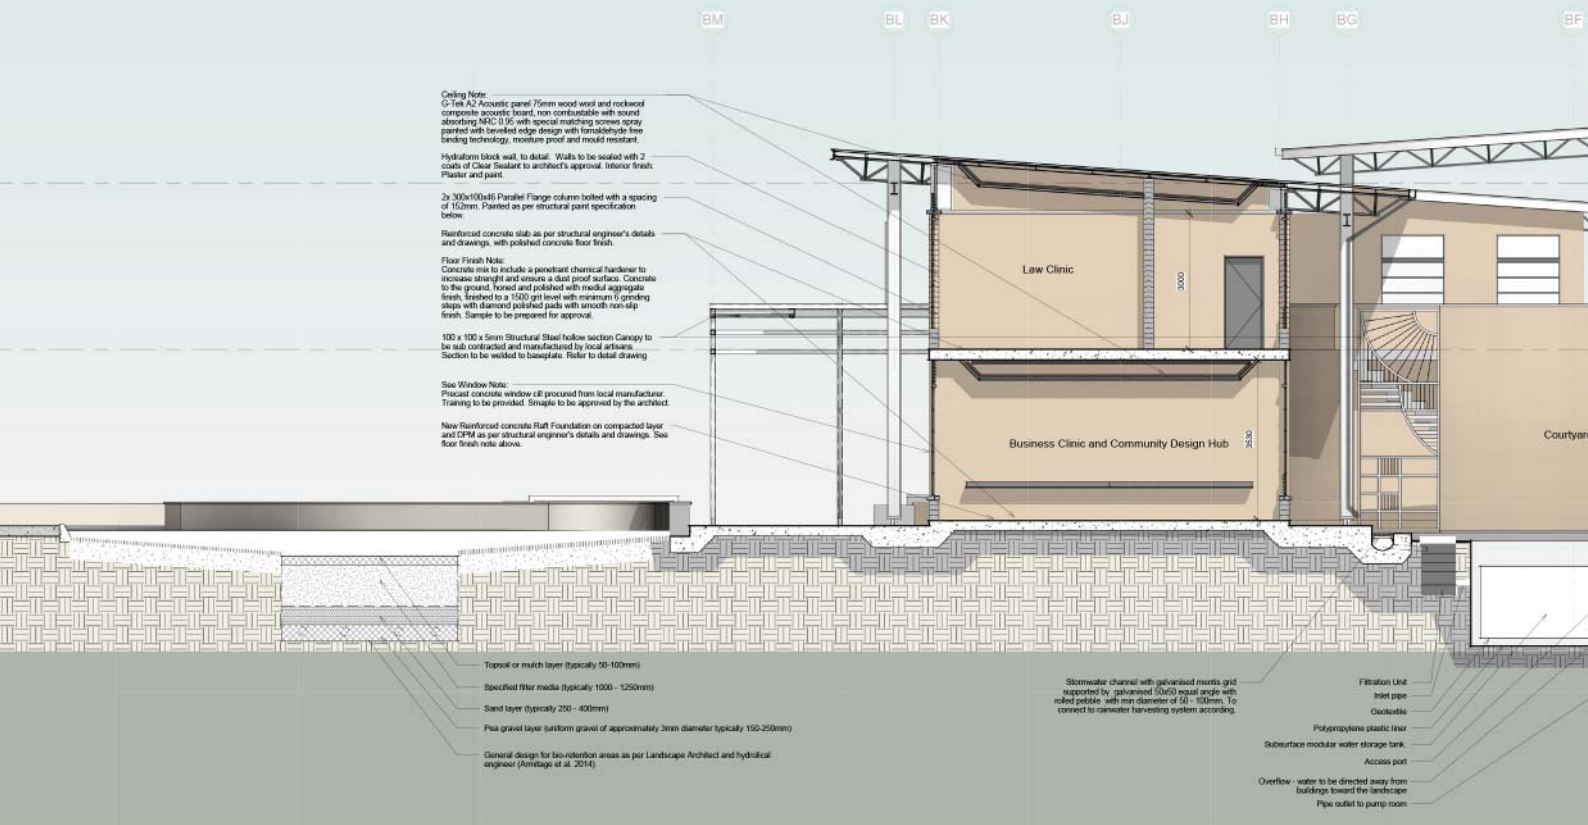 BM
BL
BK
BJ
BH
BG
BF
Ceiling Note:
G-Tek A2 Acoustic panel 75mm wood wool and rockwool
composite acoustic board, non combustable with sound
absorbing NRC 0.95 with special matching screws spray
painted with bevelled edge design with fomaldehyde free
binding technology, moisture proof and mould resistant.
Hydraform block wall, to detail. Walls to be sealed with 2
coats of Clear Sealant to architect's approval. Interior finish:
Plaster and paint.
2x 300x100x46 Parallel Flange column bolted with a spacing
of 152mm. Painted as per structural paint specification
below.
Reinforced concrete slab as per structural engineer's details
and drawings, with polished concrete floor finish.
Floor Finish Note:
Concrete mix to include a penetrant chemical hardener to
increase strenght and ensure a dust proof surface. Concrete
to the ground, honed and polished with mediul aggregate
finish, finished to a 1500 grit level with minimum 6 grinding
steps with diamond polished pads with smooth non-slip
finish. Sample to be prepared for approval.
100 x 100 x 5mm Structural Steel hollow section Canopy to
be sub contracted and manufactured by local artisans
Section to be welded to baseplate. Refer to detail drawing
See Window Note:
Precast concrete window cill procured from local manufacturer.
Training to be provided. Smaple to be approved by the architect.
New Reinforced concrete Raft Foundation on compacted layer
and DPM as per structural enginner's details and drawings. See
floor finish note above.
Law Clinic
3000
Business Clinic and Community Design Hub
3530
Courtyar
Topsoil or mulch layer (typically 50-100mm)
Specified filter media (typically 1000 - 1250mm)
Sand layer (typically 250 - 400mm)
Pea gravel layer (uniform gravel of approximately 3mm diameter typically 150-250mm)
General design for bio-retention areas as per Landscape Architect and hydrolical
engineer (Armitage et al. 2014)
Stormwater channel with galvanised mentis grid
supported by galvanised 50x50 equal angle with
rolled pebble with min diameter of 50 - 100mm. To
connect to rainwater harvesting system according.
Filtration Unit
Inlet pipe
Geotextile
Polypropylene plastic liner
Subsurface modular water storage tank.
Access port
Overflow - water to be directed away from
buildings toward the landscape
Pipe outlet to pump room